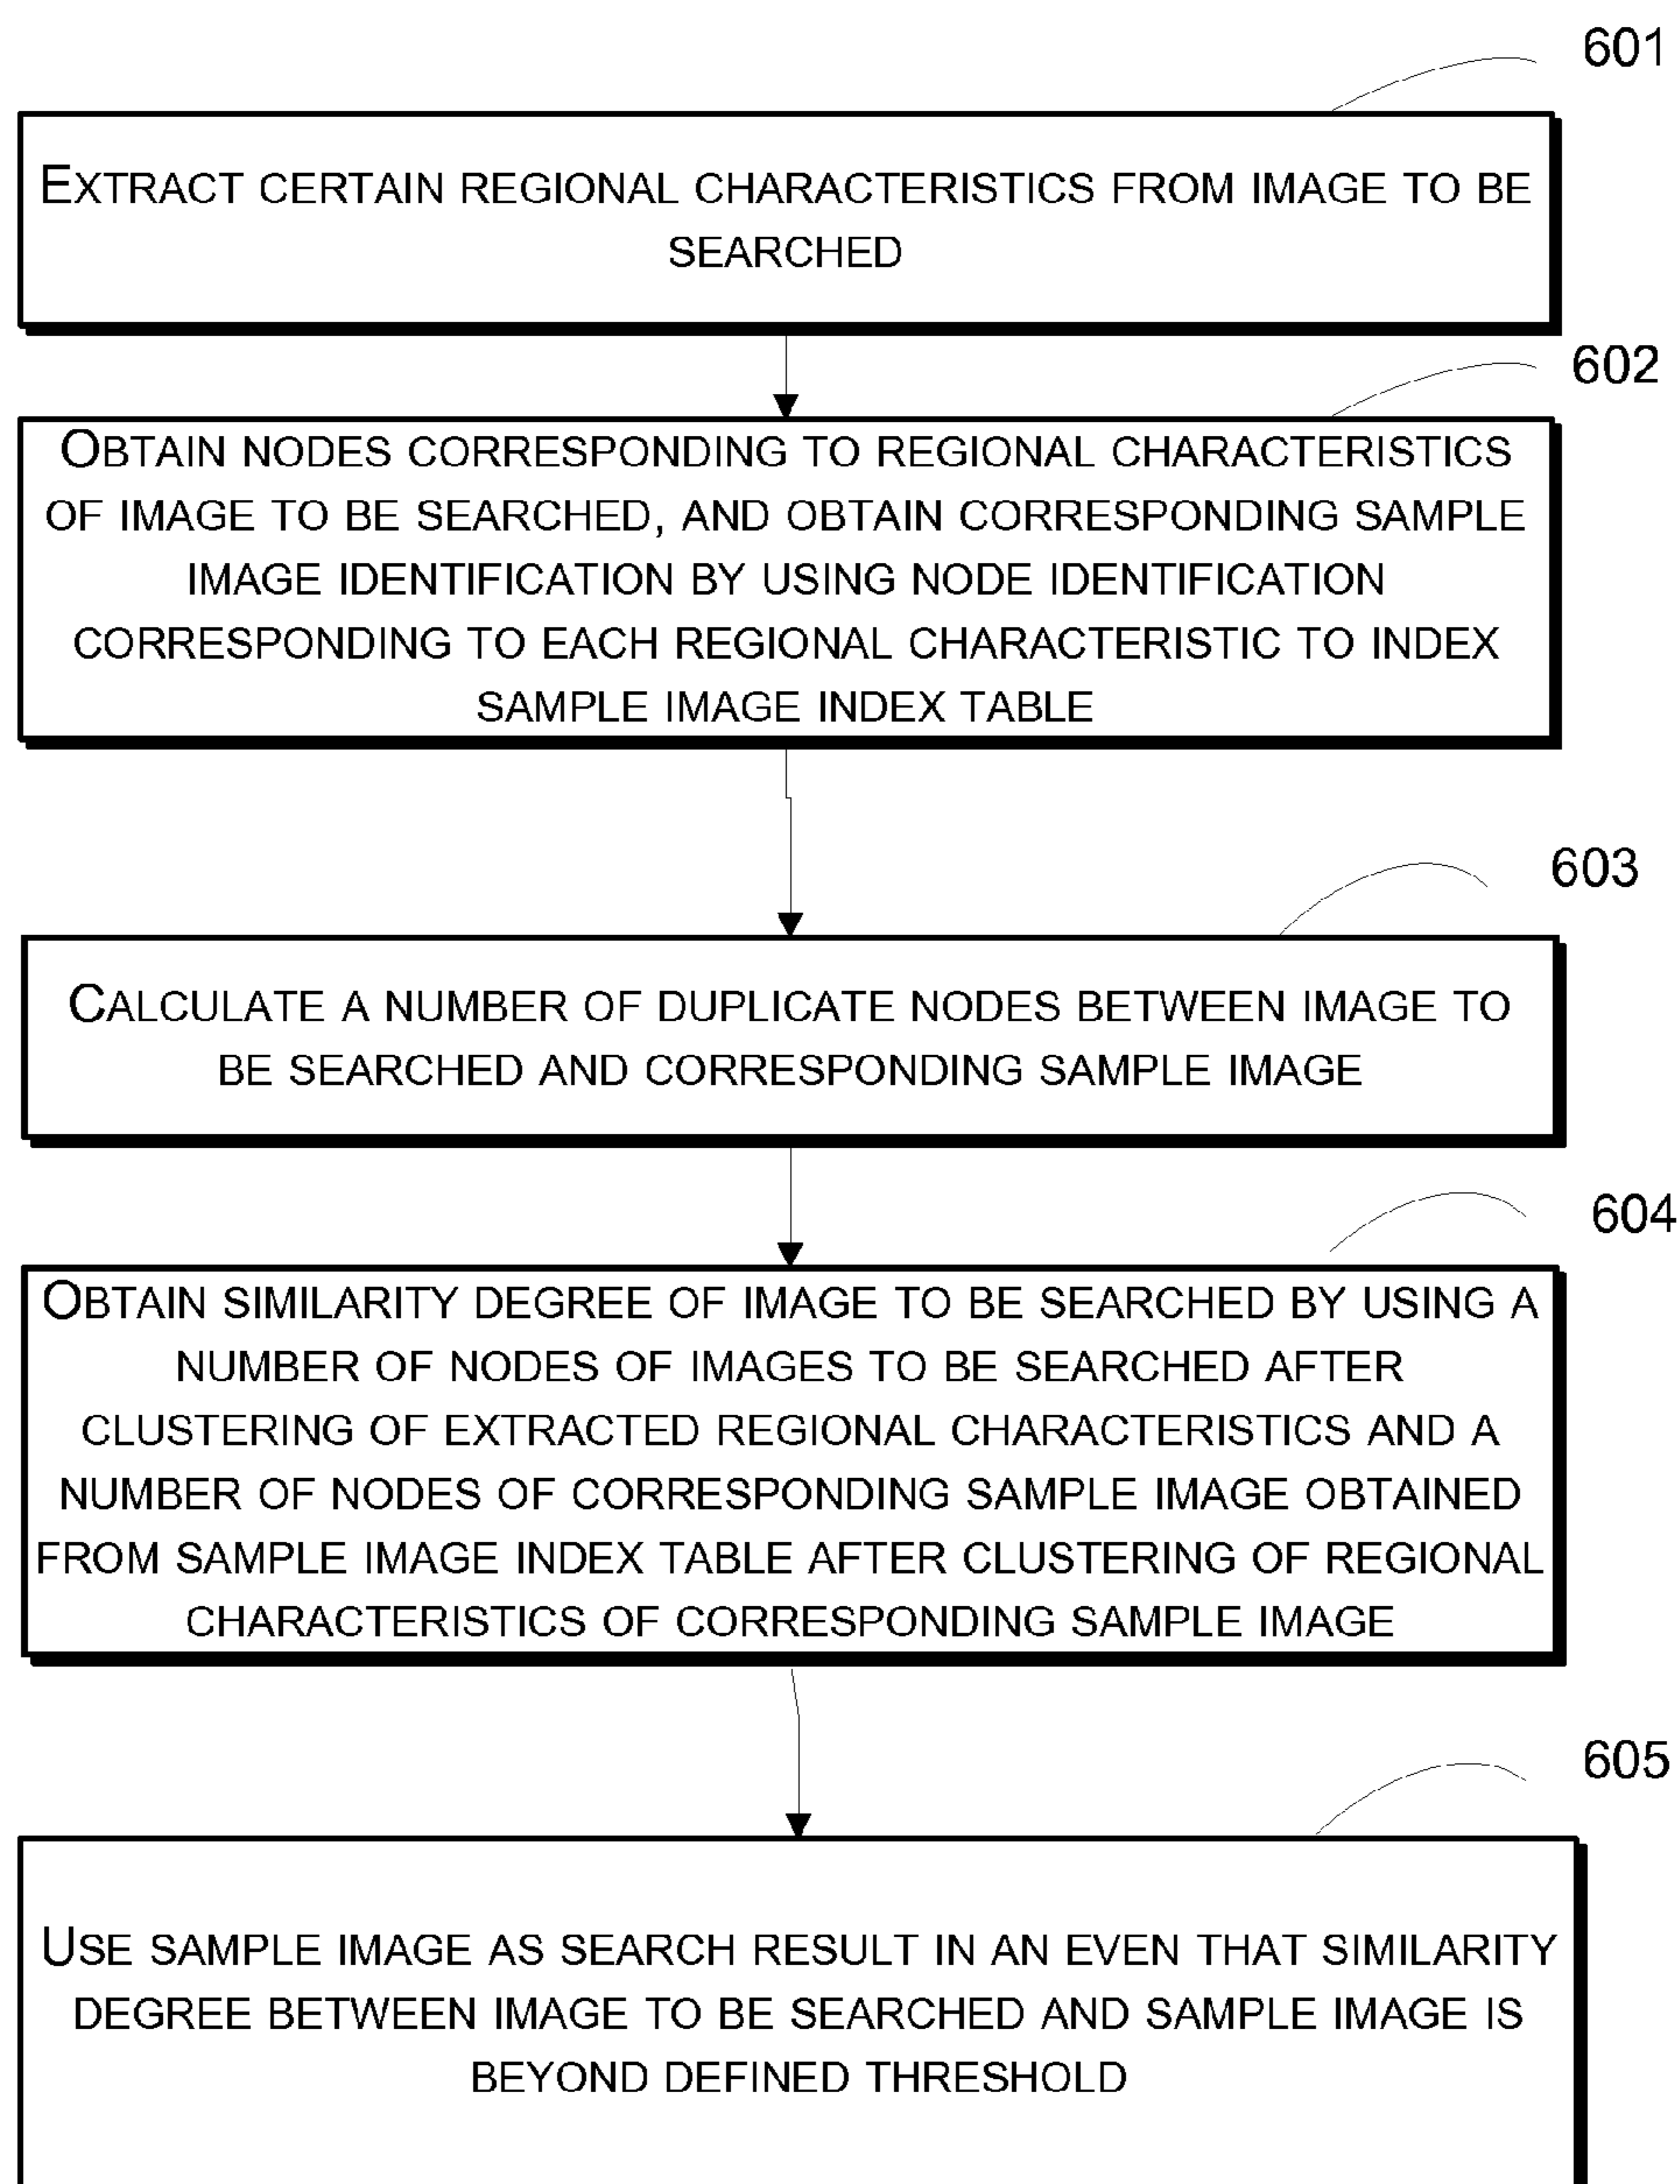 601
EXTRACT CERTAIN REGIONAL CHARACTERISTICS FROM IMAGE TO BE
SEARCHED
602
OBTAIN NODES CORRESPONDING TO REGIONAL CHARACTERISTICS
OF IMAGE TO BE SEARCHED, AND OBTAIN CORRESPONDING SAMPLE
IMAGE IDENTIFICATION BY USING NODE IDENTIFICATION
CORRESPONDING TO EACH REGIONAL CHARACTERISTIC TO INDEX
SAMPLE IMAGE INDEX TABLE
603
CALCULATE A NUMBER OF DUPLICATE NODES BETWEEN IMAGE TO
BE SEARCHED AND CORRESPONDING SAMPLE IMAGE
604
OBTAIN SIMILARITY DEGREE OF IMAGE TO BE SEARCHED BY USING A
NUMBER OF NODES OF IMAGES TO BE SEARCHED AFTER
CLUSTERING OF EXTRACTED REGIONAL CHARACTERISTICS AND A
NUMBER OF NODES OF CORRESPONDING SAMPLE IMAGE OBTAINED
FROM SAMPLE IMAGE INDEX TABLE AFTER CLUSTERING OF REGIONAL
CHARACTERISTICS OF CORRESPONDING SAMPLE IMAGE
605
USE SAMPLE IMAGE AS SEARCH RESULT IN AN EVEN THAT SIMILARITY
DEGREE BETWEEN IMAGE TO BE SEARCHED AND SAMPLE IMAGE IS
BEYOND DEFINED THRESHOLD